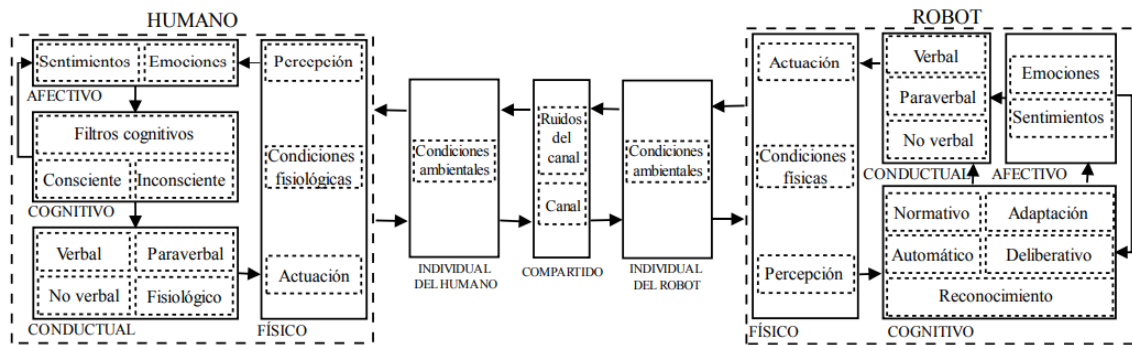 HUMANO
Sentimientos
Emociones
AFECTIVO
Filtros cognitivos
Consciente
Inconsciente
COGNITIVO
Verbal
Paraverbal
No verbal
Fisiológico
CONDUCTUAL
Percepción
Condiciones
fisiológicas
Actuación
FÍSICO
Condiciones
ambientales
INDIVIDUAL
DEL HUMANO
Ruidos
del
canal
Canal
COMPARTIDO
Condiciones
ambientales
INDIVIDUAL
DEL ROBOT
ROBOT
Actuación
Condiciones
físicas
Percepción
FÍSICO
Verbal
Paraverbal
No verbal
CONDUCTUAL
Emociones
Sentimientos
AFECTIVO
Normativo
Adaptación
Automático
Deliberativo
Reconocimiento
COGNITIVO